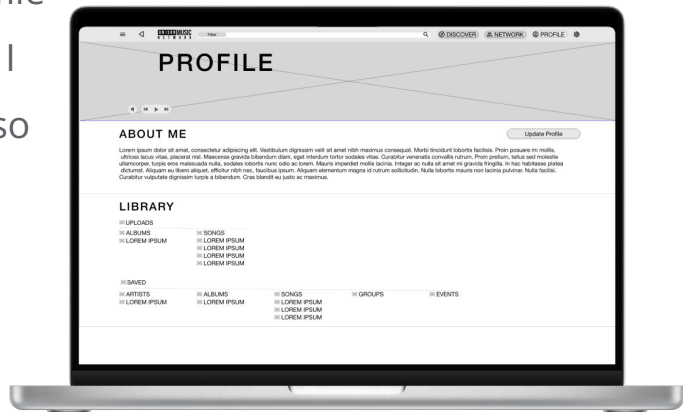 l
so
MUSIC
NETWORK
Filter
DISCOVER
NETWORK
PROFILE
PROFILE
ABOUT ME
Update Profile
Lorem ipsum dolor sit amet, consectetur adipiscing elit. Vestibulum dignissim velit sit amet nibh maximus consequat. Morbi tincidunt lobortis facilisis. Proin posuere mi mollis,
ultrices lacus vitae, placerat nisl. Maecenas gravida bibendum diam, eget interdum tortor sodales vitae. Curabitur venenatis convallis rutrum. Proin pretium, tellus sed molestie
ullamcorper, turpis eros malesuada nulla, sodales lobortis nunc odio ac lorem. Mauris imperdiet mollis lacinia. Integer ac nulla sit amet mi gravida fringilla. In hac habitasse platea
dictumst. Aliquam eu libero aliquet, efficitur nibh nec, faucibus ipsum. Aliquam elementum magna id rutrum sollicitudin. Nulla lobortis mauris non lacinia pulvinar. Nulla facilisi.
Curabitur vulputate dignissim turpis a bibendum. Cras blandit eu justo ac maximus.
LIBRARY
UPLOADS
ALBUMS
LOREM IPSUM
SONGS
LOREM IPSUM
LOREM IPSUM
LOREM IPSUM
LOREM IPSUM
SAVED
ARTISTS
LOREM IPSUM
ALBUMS
LOREM IPSUM
SONGS
LOREM IPSUM
LOREM IPSUM
LOREM IPSUM
GROUPS
EVENTS